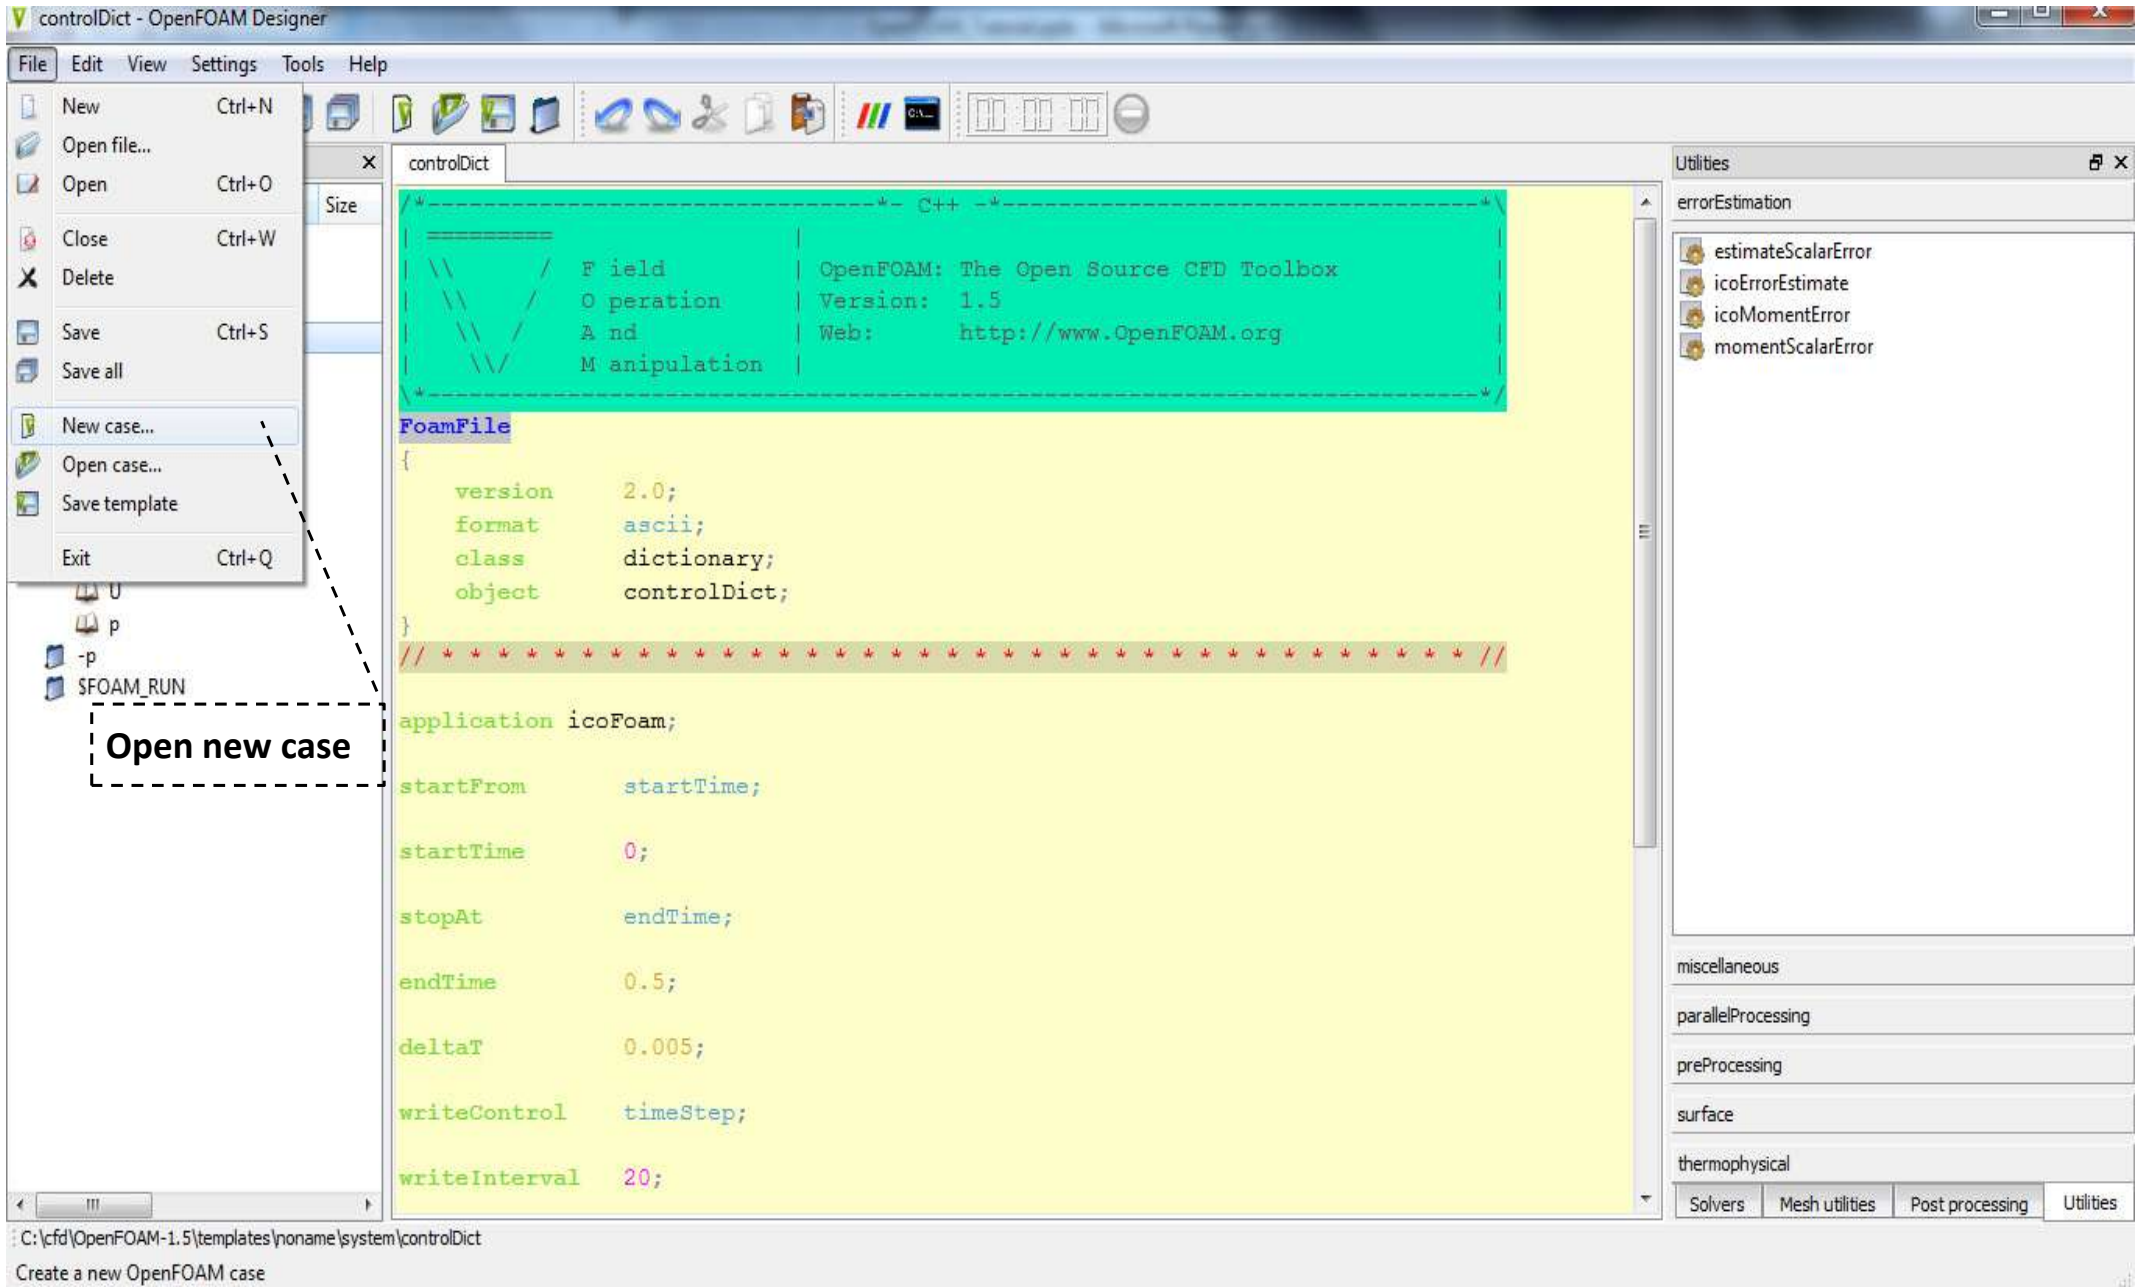 controlDict - OpenFOAM Designer
File Edit View Settings Tools Help
New Ctrl+N
Open file...
Open Ctrl+O
Close Ctrl+W
Delete
Save Ctrl+S
Save all
New case...
Open case...
Save template
Exit Ctrl+Q
Size
U
p
-p
$FOAM_RUN
Open new case
controlDict
/*---------------------------------*- C++ -*----------------------------------*\
| ========= | |
| \\ / F ield | OpenFOAM: The Open Source CFD Toolbox |
| \\ / O peration | Version: 1.5 |
| \\ / A nd | Web: http://www.OpenFOAM.org |
| \\/ M anipulation | |
\*---------------------------------------------------------------------------*/
FoamFile
{
version 2.0;
format ascii;
class dictionary;
object controlDict;
}
// * * * * * * * * * * * * * * * * * * * * * * * * * * * * * * * * * * * * * //
application icoFoam;
startFrom startTime;
startTime 0;
stopAt endTime;
endTime 0.5;
deltaT 0.005;
writeControl timeStep;
writeInterval 20;
Utilities
errorEstimation
estimateScalarError
icoErrorEstimate
icoMomentError
momentScalarError
miscellaneous
parallelProcessing
preProcessing
surface
thermophysical
Solvers Mesh utilities Post processing Utilities
C:\cfd\OpenFOAM-1.5\templates\noname\system\controlDict
Create a new OpenFOAM case